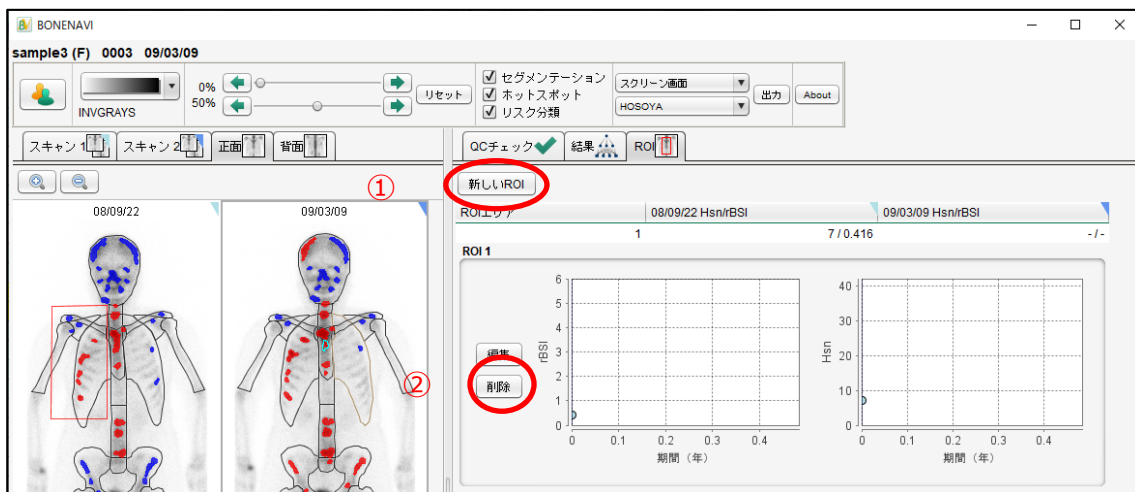 BONENAVI
sample3 (F) 0003 09/03/09
INVGRAYS
0%
50%
リセット
セグメンテーション
ホットスポット
リスク分類
スクリーン画面
HOSOYA
出力
About
スキャン 1
スキャン 2
正面
背面
QCチェック
結果
ROI
①
新しいROI
08/09/22
09/03/09
ROIエリア 08/09/22 Hsn/rBSI 09/03/09 Hsn/rBSI
1 7 / 0.416 - / -
ROI 1
②
編集
削除
rBSI
6
5
4
3
2
1
0
0 0.1 0.2 0.3 0.4
期間（年）
Hsn
40
30
20
10
0
0 0.1 0.2 0.3 0.4
期間（年）